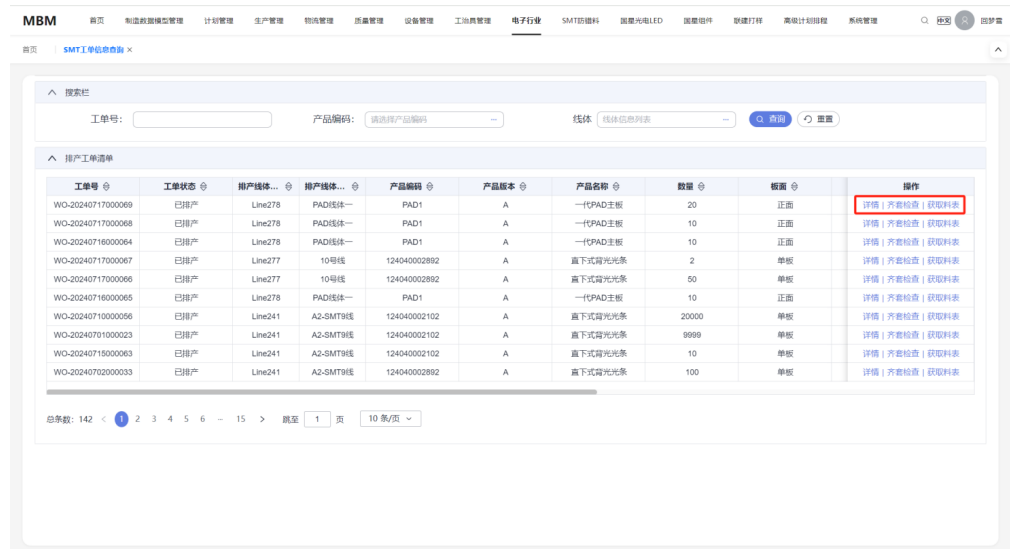 MBM 首页 制造数据模型管理 计划管理 生产管理 物流管理 质量管理 设备管理 工治具管理 电子行业 SMT防错料 国星光电LED 国星组件 联建打样 高级计划排程 系统管理 中文 回梦雪
首页 SMT工单信息查询 ×
搜索栏
工单号: 产品编码: 请选择产品编码 ... 线体 线体信息列表 ... 查询 重置
排产工单清单
工单号 工单状态 排产线体... 排产线体... 产品编码 产品版本 产品名称 数量 板面 操作
WO-20240717000069 已排产 Line278 PAD线体一 PAD1 A 一代PAD主板 20 正面 详情 | 齐套检查 | 获取料表
WO-20240717000068 已排产 Line278 PAD线体一 PAD1 A 一代PAD主板 10 正面 详情 | 齐套检查 | 获取料表
WO-20240716000064 已排产 Line278 PAD线体一 PAD1 A 一代PAD主板 10 正面 详情 | 齐套检查 | 获取料表
WO-20240717000067 已排产 Line277 10号线 124040002892 A 直下式背光光条 2 单板 详情 | 齐套检查 | 获取料表
WO-20240717000066 已排产 Line277 10号线 124040002892 A 直下式背光光条 50 单板 详情 | 齐套检查 | 获取料表
WO-20240716000065 已排产 Line278 PAD线体一 PAD1 A 一代PAD主板 10 正面 详情 | 齐套检查 | 获取料表
WO-20240710000056 已排产 Line241 A2-SMT9线 124040002102 A 直下式背光光条 20000 单板 详情 | 齐套检查 | 获取料表
WO-20240701000023 已排产 Line241 A2-SMT9线 124040002102 A 直下式背光光条 9999 单板 详情 | 齐套检查 | 获取料表
WO-20240715000063 已排产 Line241 A2-SMT9线 124040002102 A 直下式背光光条 10 单板 详情 | 齐套检查 | 获取料表
WO-20240702000033 已排产 Line241 A2-SMT9线 124040002892 A 直下式背光光条 100 单板 详情 | 齐套检查 | 获取料表
总条数: 142 < 1 2 3 4 5 6 ... 15 > 跳至 1 页 10 条/页